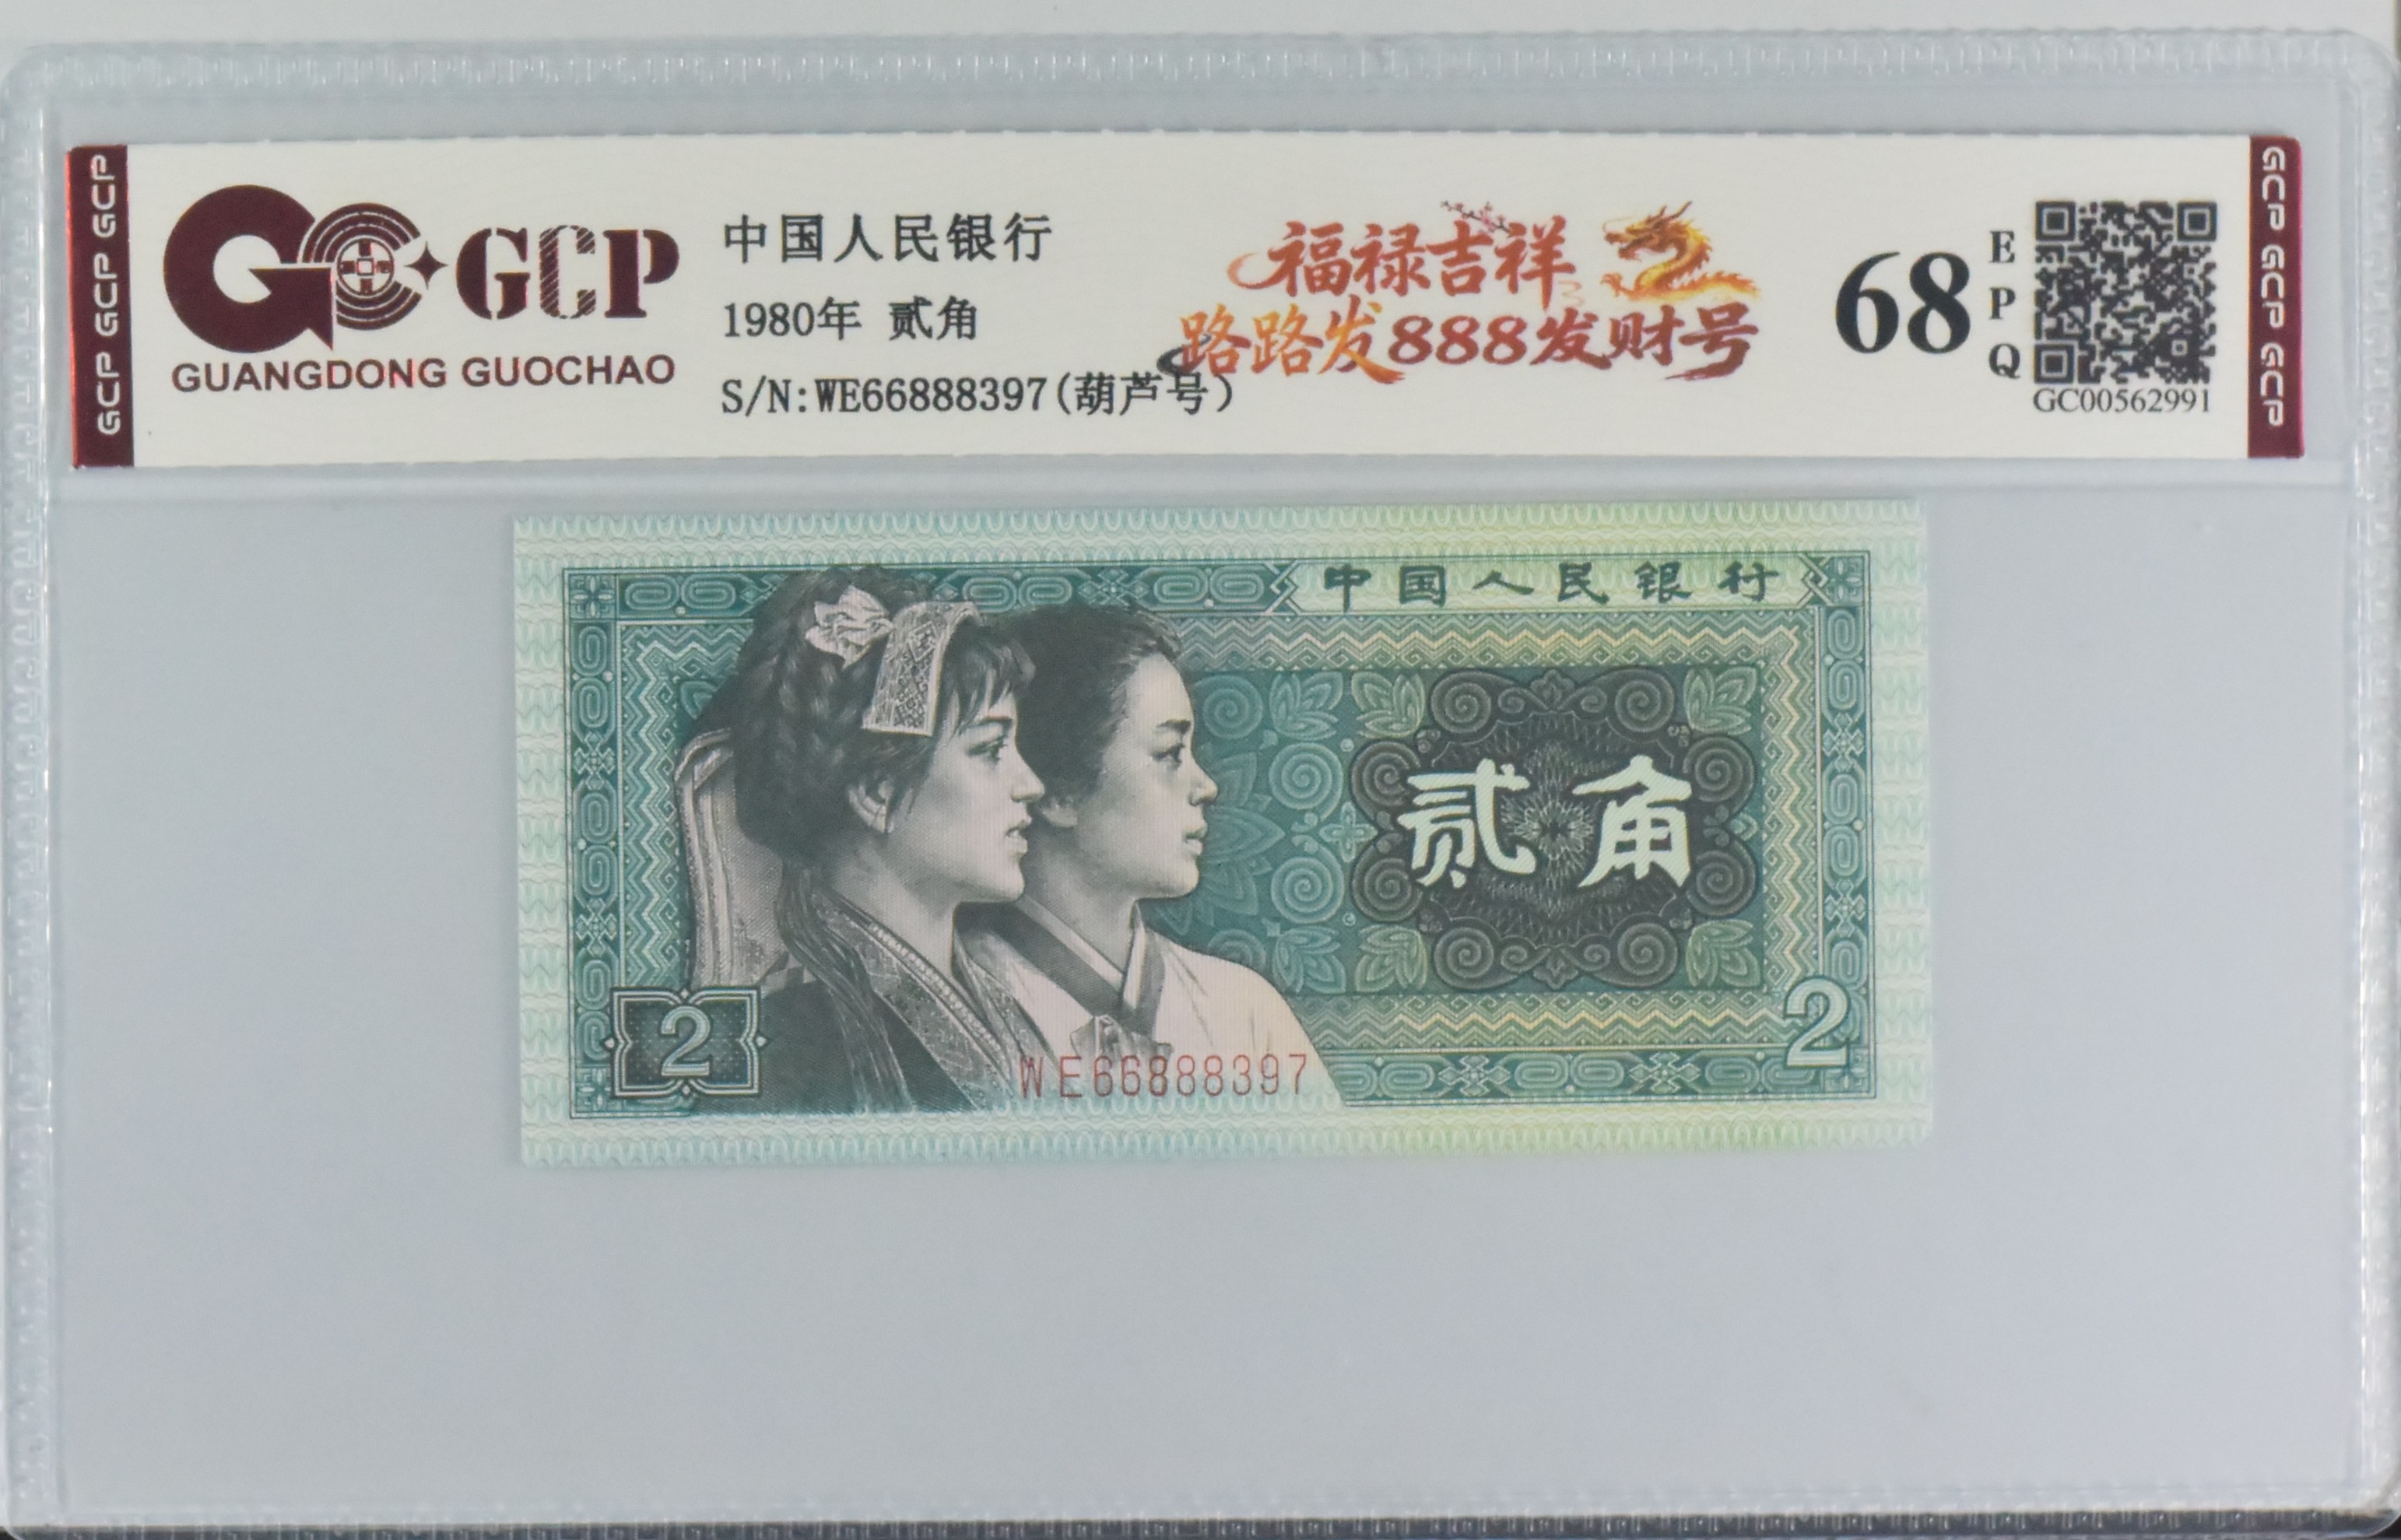 GCP GCP GCP
GCP
GUANGDONG GUOCHAO
中国人民银行
1980年 贰角
S/N:WE66888397(葫芦号)
福禄吉祥
路路发888发财号
68
EPQ
GC00562991
GCP GCP GCP
中国人民银行
贰角
2
2
WE66888397